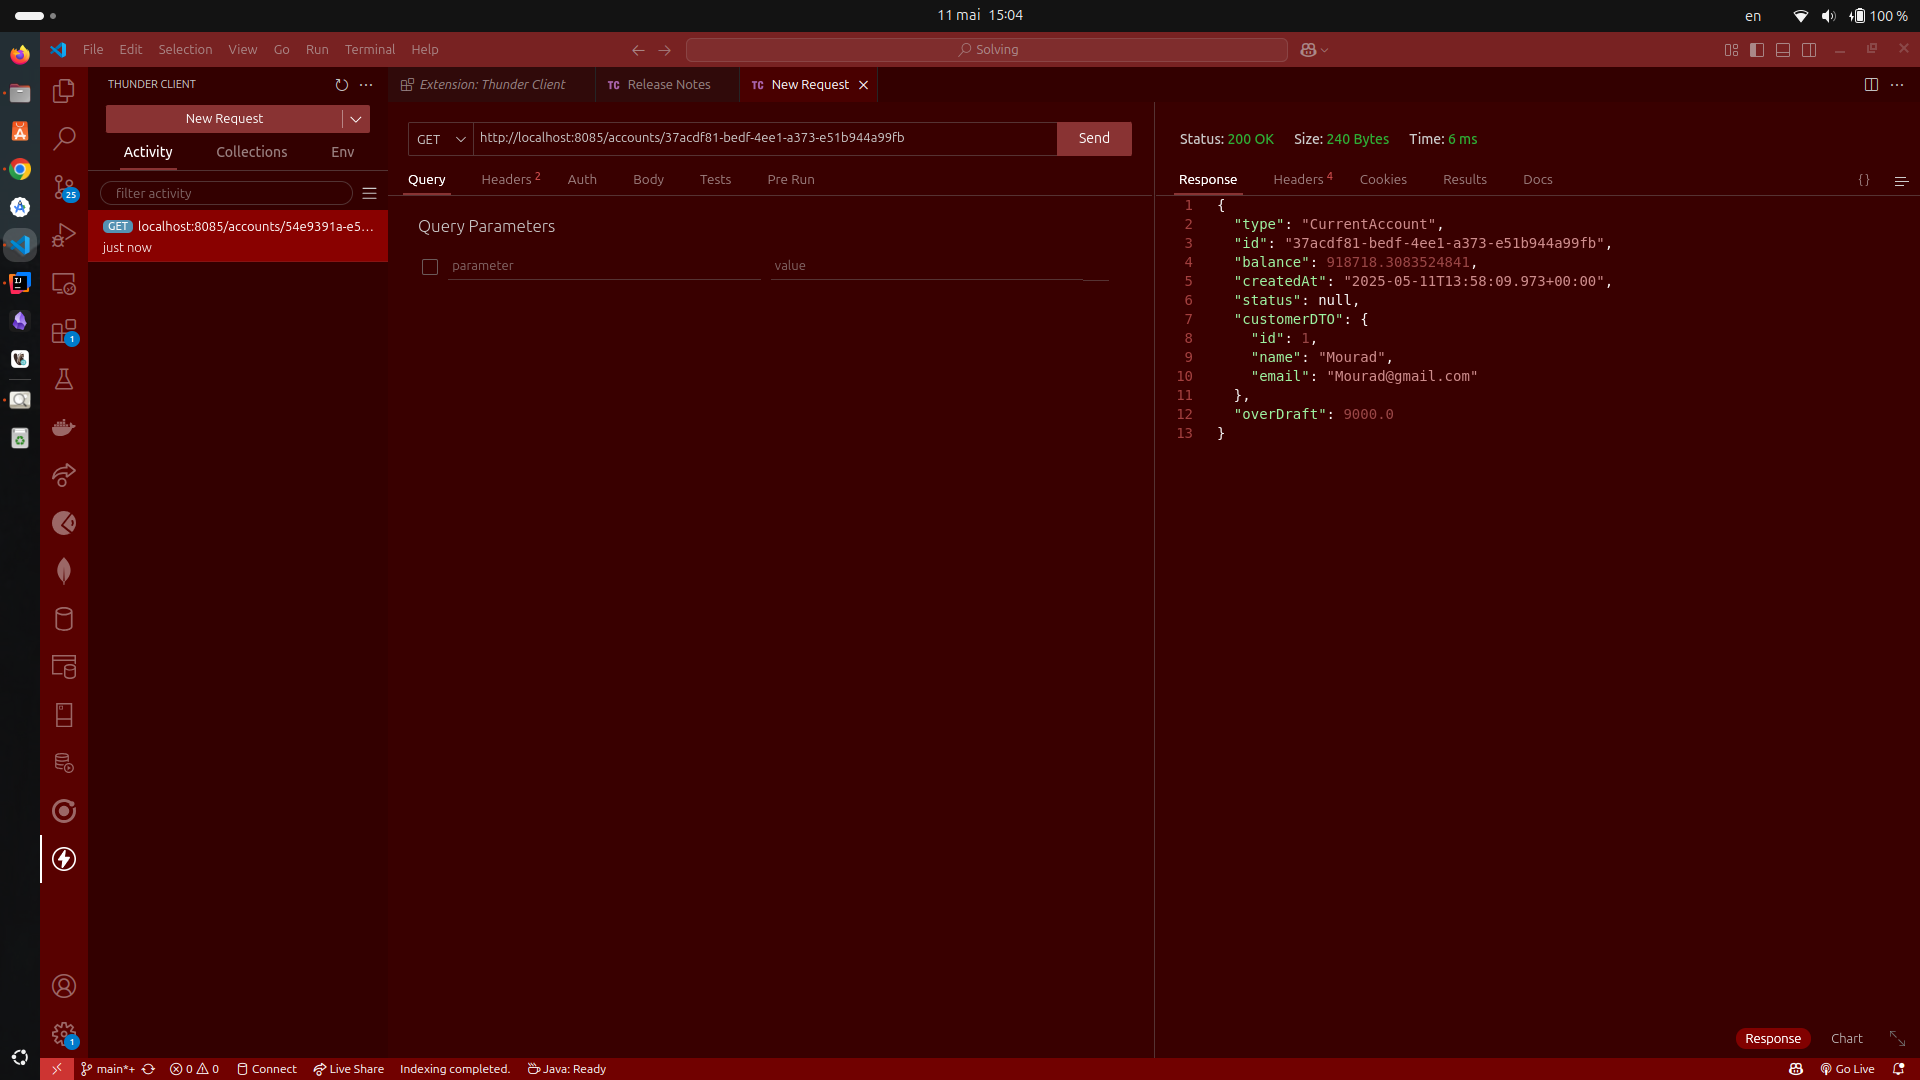 11 mai 15:04
en
100 %
File Edit Selection View Go Run Terminal Help
Solving
THUNDER CLIENT
New Request
Activity Collections Env
filter activity
GET localhost:8085/accounts/54e9391a-e5...
just now
25
1
1
Extension: Thunder Client
TC Release Notes
TC New Request
GET
http://localhost:8085/accounts/37acdf81-bedf-4ee1-a373-e51b944a99fb
Send
Query Headers 2 Auth Body Tests Pre Run
Query Parameters
parameter value
Status: 200 OK Size: 240 Bytes Time: 6 ms
Response Headers 4 Cookies Results Docs
{}
1 {
2 "type": "CurrentAccount",
3 "id": "37acdf81-bedf-4ee1-a373-e51b944a99fb",
4 "balance": 918718.3083524841,
5 "createdAt": "2025-05-11T13:58:09.973+00:00",
6 "status": null,
7 "customerDTO": {
8 "id": 1,
9 "name": "Mourad",
10 "email": "Mourad@gmail.com"
11 },
12 "overDraft": 9000.0
13 }
Response Chart
main*+ 0 0 Connect Live Share Indexing completed. Java: Ready
Go Live